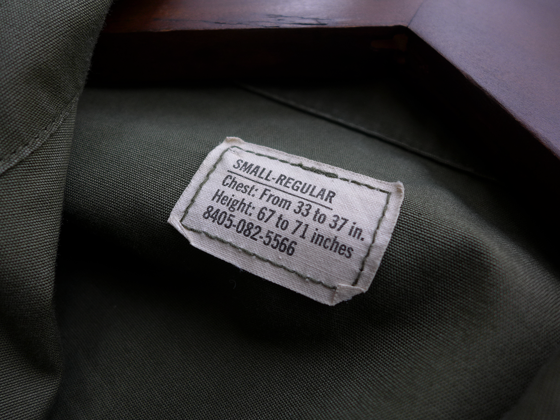 SMALL-REGULAR
Chest: From 33 to 37 in.
Height: 67 to 71 inches
8405-082-5566